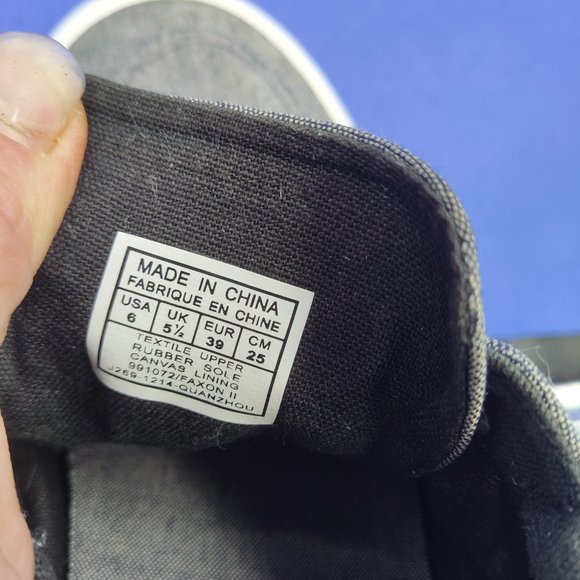 MADE IN CHINA
FABRIQUE EN CHINE
USA UK EUR CM
6 5½ 39 25
TEXTILE UPPER
RUBBER SOLE
CANVAS LINING
991072/FAXON II
J269-1214-QUANZHOU